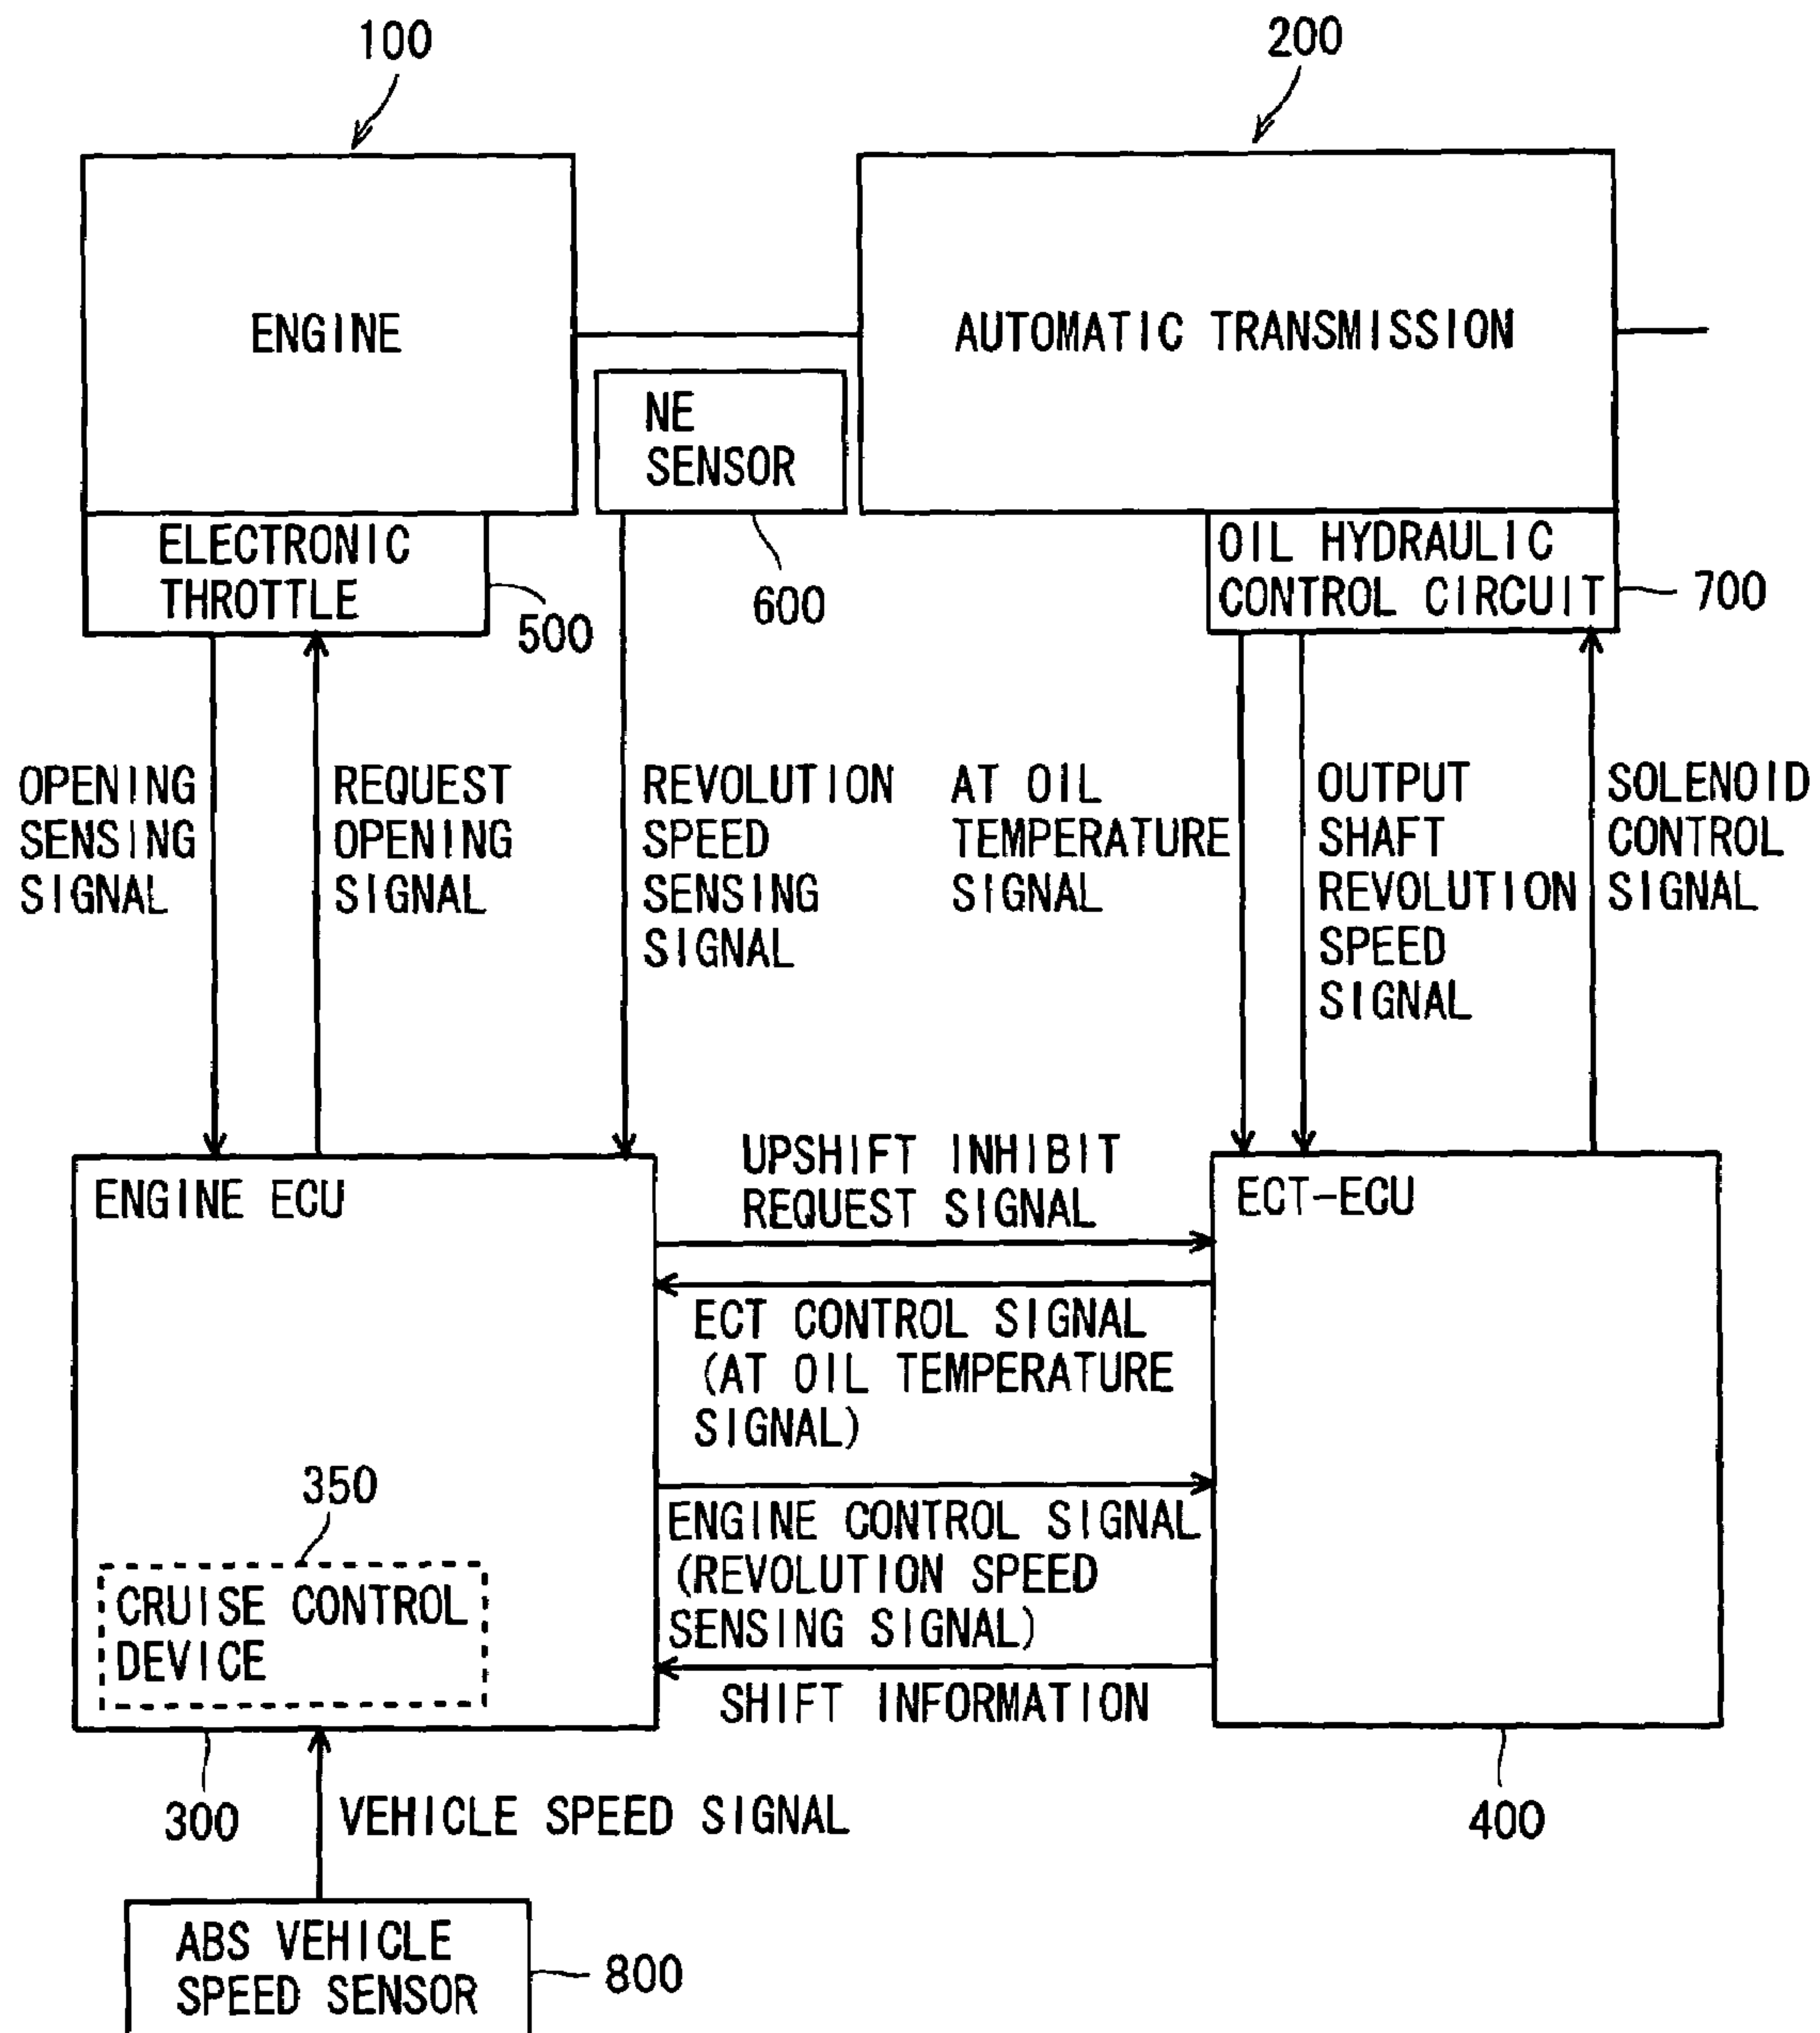 100
200
ENGINE
AUTOMATIC TRANSMISSION
NE
SENSOR
ELECTRONIC
THROTTLE
500
600
OIL HYDRAULIC
CONTROL CIRCUIT
700
OPENING
SENSING
SIGNAL
REQUEST
OPENING
SIGNAL
REVOLUTION
SPEED
SENSING
SIGNAL
AT OIL
TEMPERATURE
SIGNAL
OUTPUT
SHAFT
REVOLUTION
SPEED
SIGNAL
SOLENOID
CONTROL
SIGNAL
ENGINE ECU
UPSHIFT INHIBIT
REQUEST SIGNAL
ECT-ECU
ECT CONTROL SIGNAL
(AT OIL TEMPERATURE
SIGNAL)
350
ENGINE CONTROL SIGNAL
(REVOLUTION SPEED
SENSING SIGNAL)
CRUISE CONTROL
DEVICE
SHIFT INFORMATION
300
VEHICLE SPEED SIGNAL
400
ABS VEHICLE
SPEED SENSOR
800